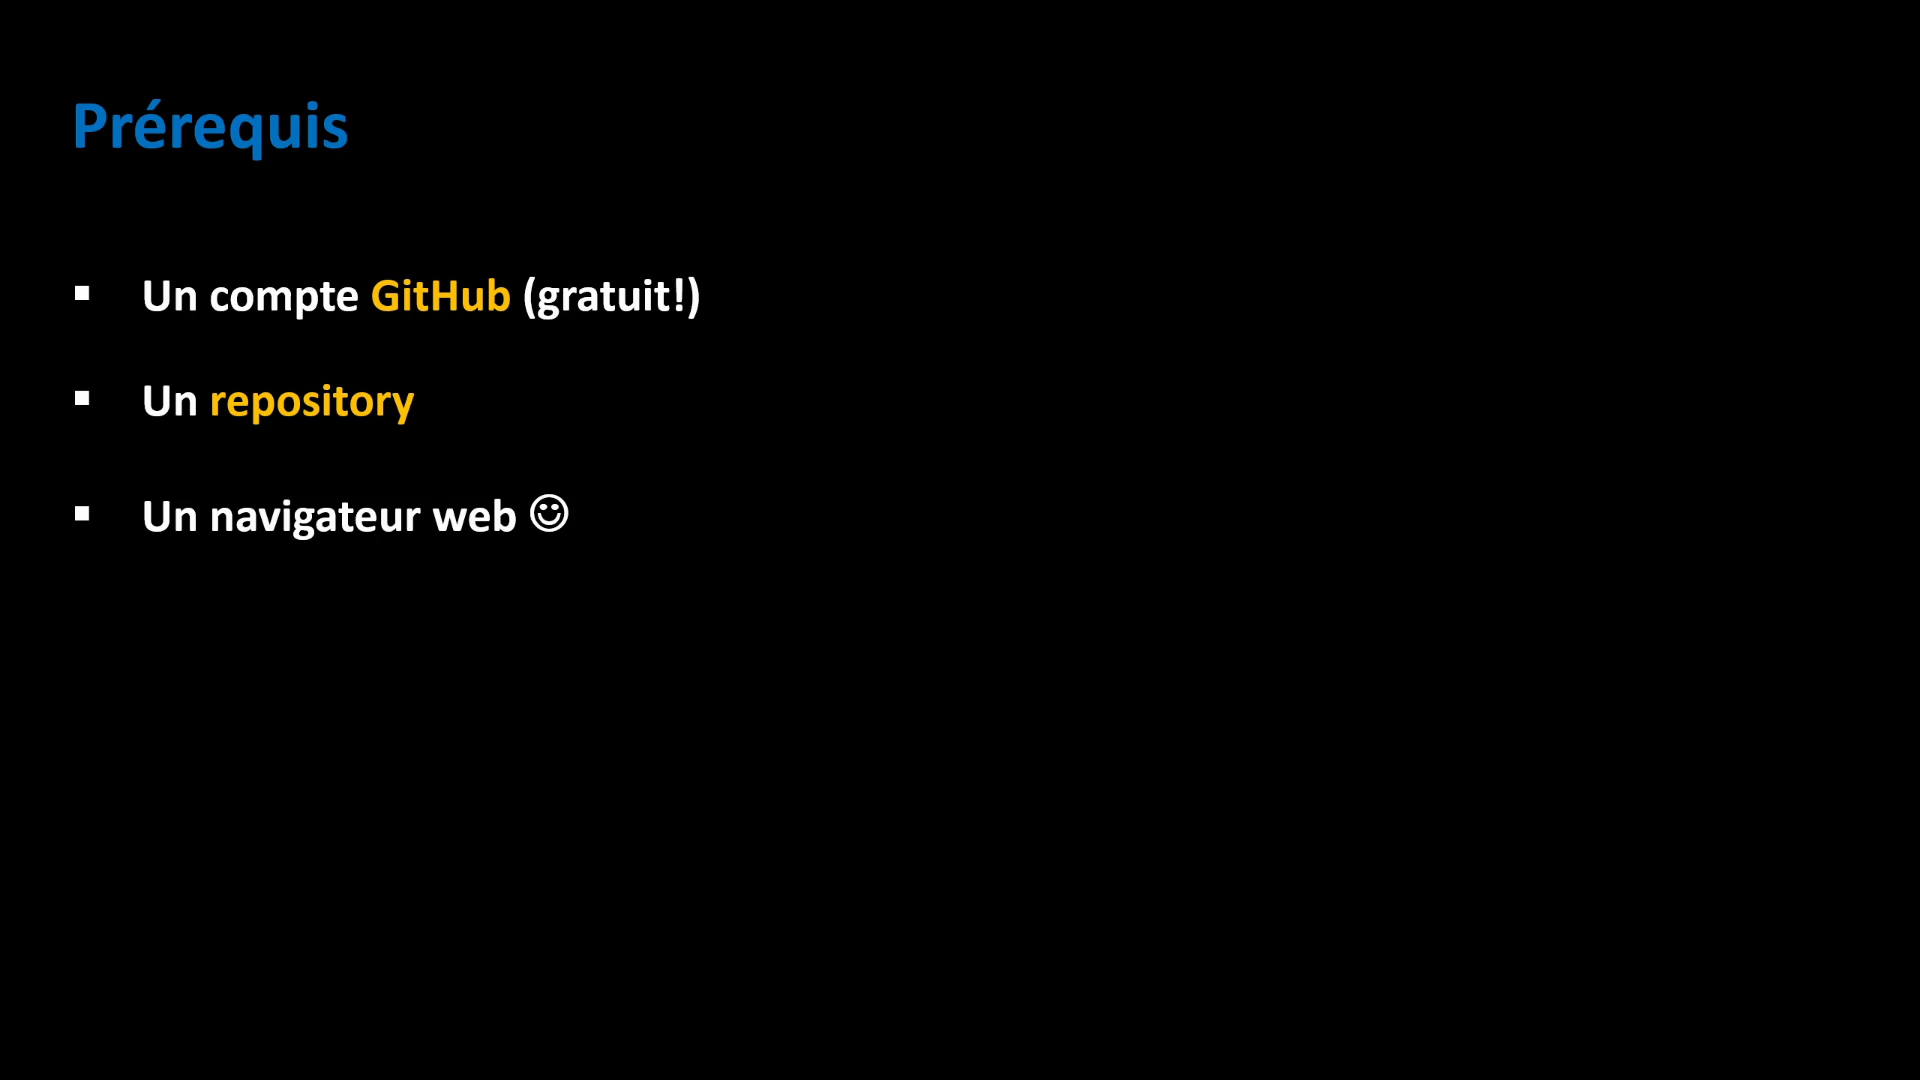 Prérequis
▪ Un compte GitHub (gratuit!)
▪ Un repository
▪ Un navigateur web ☺